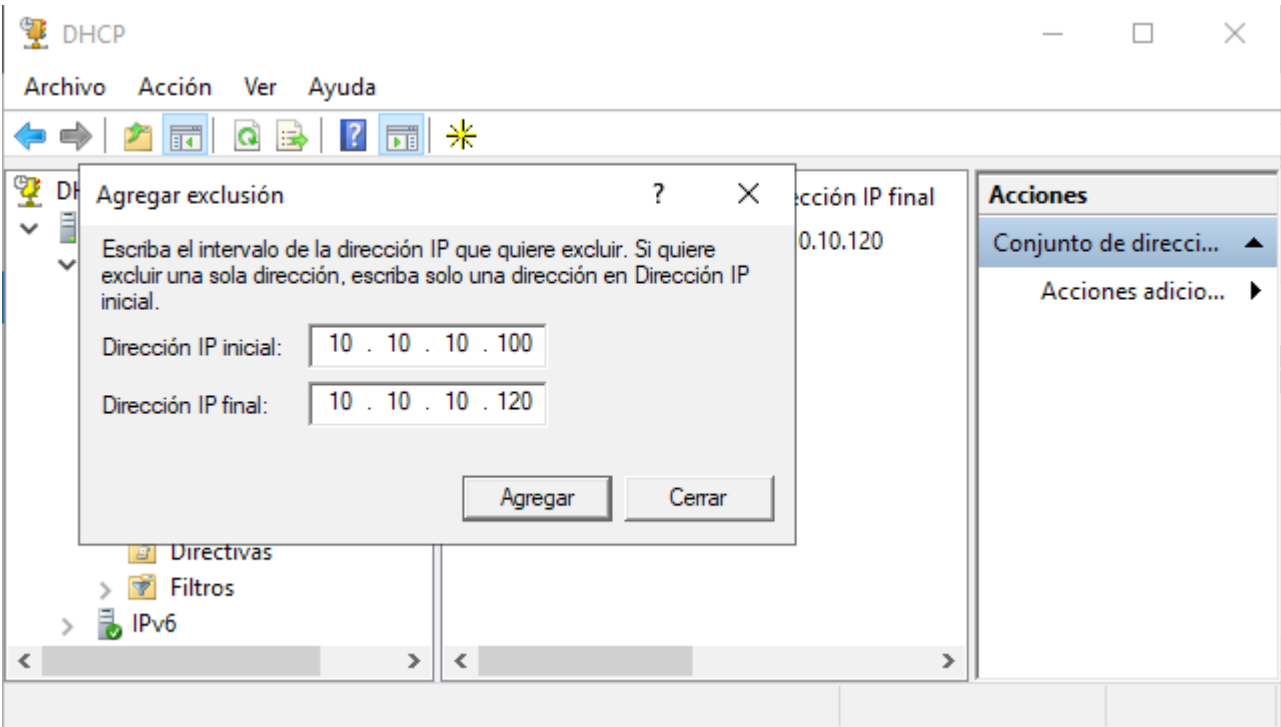 DHCP
Archivo Acción Ver Ayuda
Agregar exclusión
Escriba el intervalo de la dirección IP que quiere excluir. Si quiere
excluir una sola dirección, escriba solo una dirección en Dirección IP
inicial.
Dirección IP inicial: 10 . 10 . 10 . 100
Dirección IP final: 10 . 10 . 10 . 120
Agregar Cerrar
DH
ección IP final
0.10.120
Directivas
Filtros
IPv6
Acciones
Conjunto de direcci...
Acciones adicio...